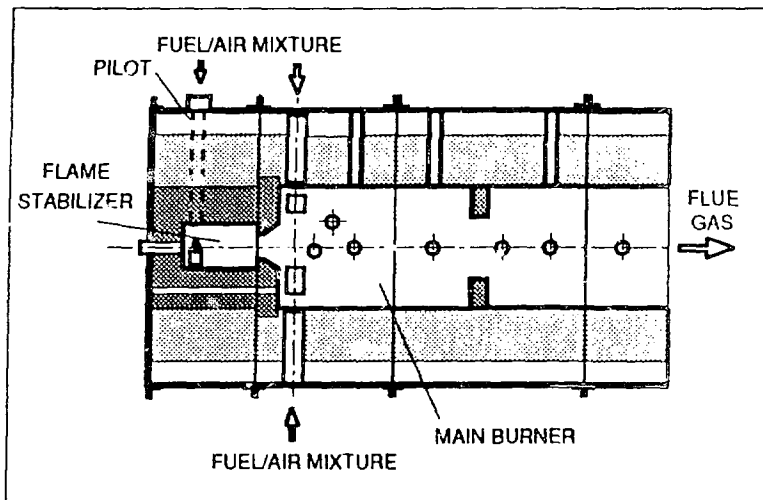 FUEL/AIR MIXTURE
PILOT
FLAME
STABILIZER
FLUE
GAS
MAIN BURNER
FUEL/AIR MIXTURE